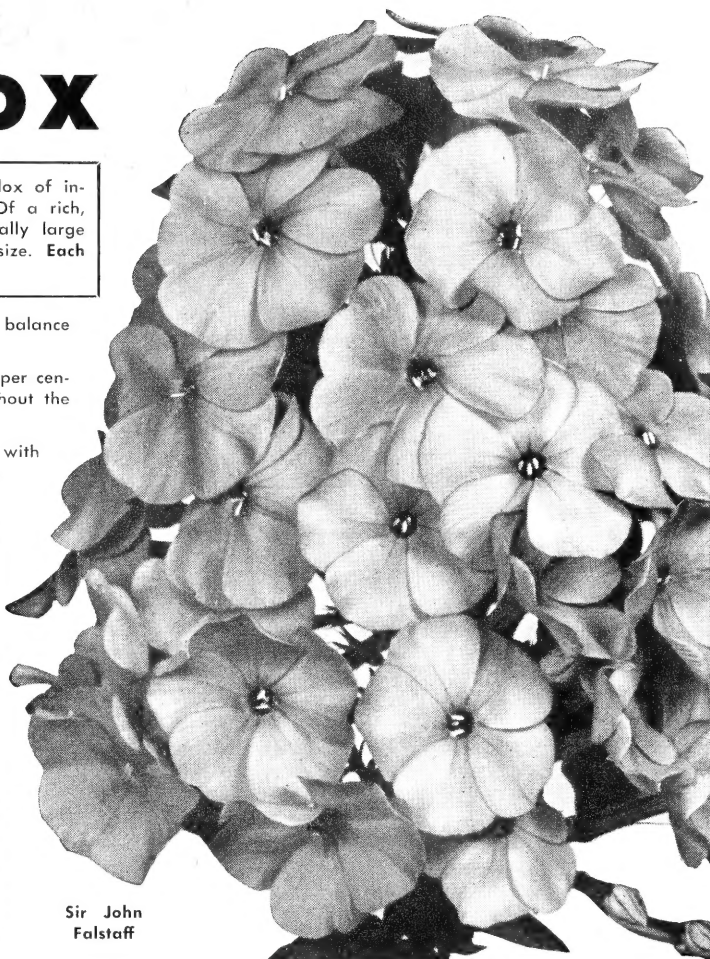 OX
lox of in-
Of a rich,
ally large
size. Each
balance
per cen-
hout the
with
Sir John
Falstaff